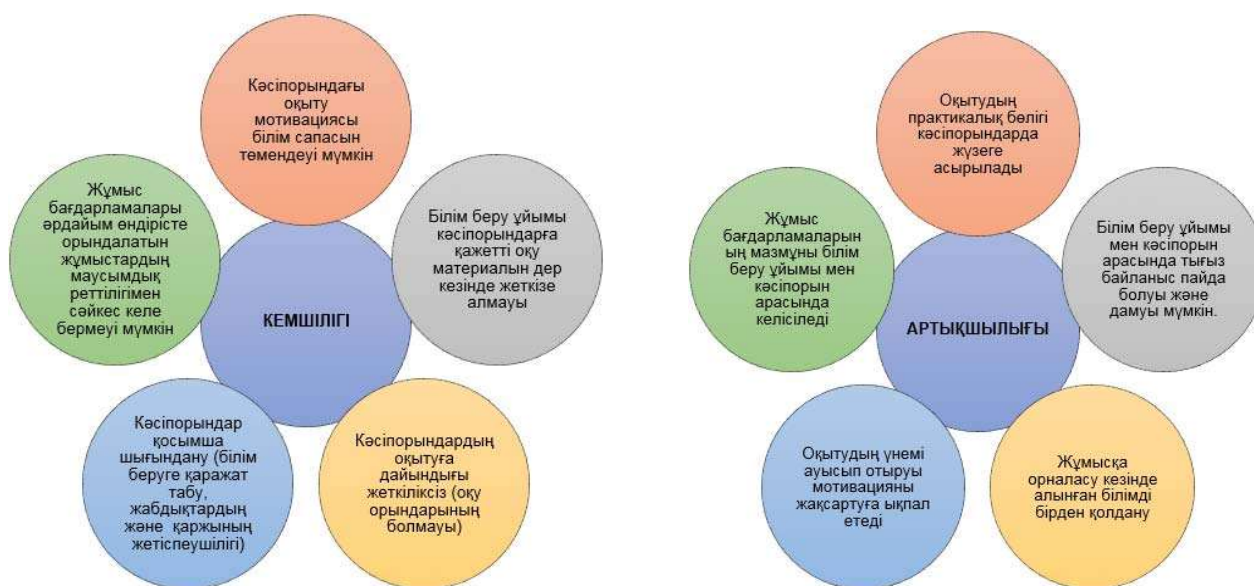 Кәсіпорындағы
оқыту
мотивациясы
білім сапасын
төмендеуі мүмкін
Білім беру ұйымы
кәсіпорындарға
қажетті оқу
материалын дер
кезінде жеткізе
алмауы
Кәсіпорындардың
оқытуға
дайындығы
жеткіліксіз (оқу
орындарының
болмауы)
Кәсіпорындар
қосымша
шығындану (білім
беруге қаражат
табу,
жабдықтардың
және қаржының
жетіспеушілігі)
Жұмыс
бағдарламалары
әрдайым өндірісте
орындалатын
жұмыстардың
маусымдық
реттілігімен
сәйкес келе
бермеуі мүмкін
КЕМШІЛІГІ
Оқытудың
практикалық бөлігі
кәсіпорындарда
жүзеге
асырылады
Білім беру ұйымы
мен кәсіпорын
арасында тығыз
байланыс пайда
болуы және
дамуы мүмкін.
Жұмысқа
орналасу кезінде
алынған білімді
бірден қолдану
Оқытудың үнемі
ауысып отыруы
мотивацияны
жақсартуға ықпал
етеді
Жұмыс
бағдарламаларын
ың мазмұны білім
беру ұйымы мен
кәсіпорын
арасында
келісіледі
АРТЫҚШЫЛЫҒЫ